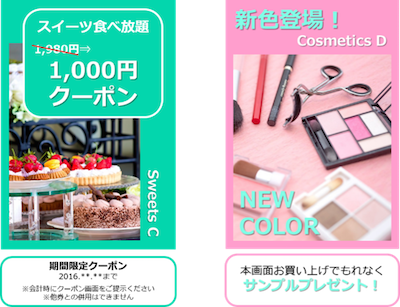 スイーツ食べ放題
1,980円⇒
1,000円
クーポン
Sweets C
期間限定クーポン
2016.**.**まで
※会計時にクーポン画面をご提示ください
※他券との併用はできません
新色登場！
Cosmetics D
NEW
COLOR
本画面お買い上げでもれなく
サンプルプレゼント！